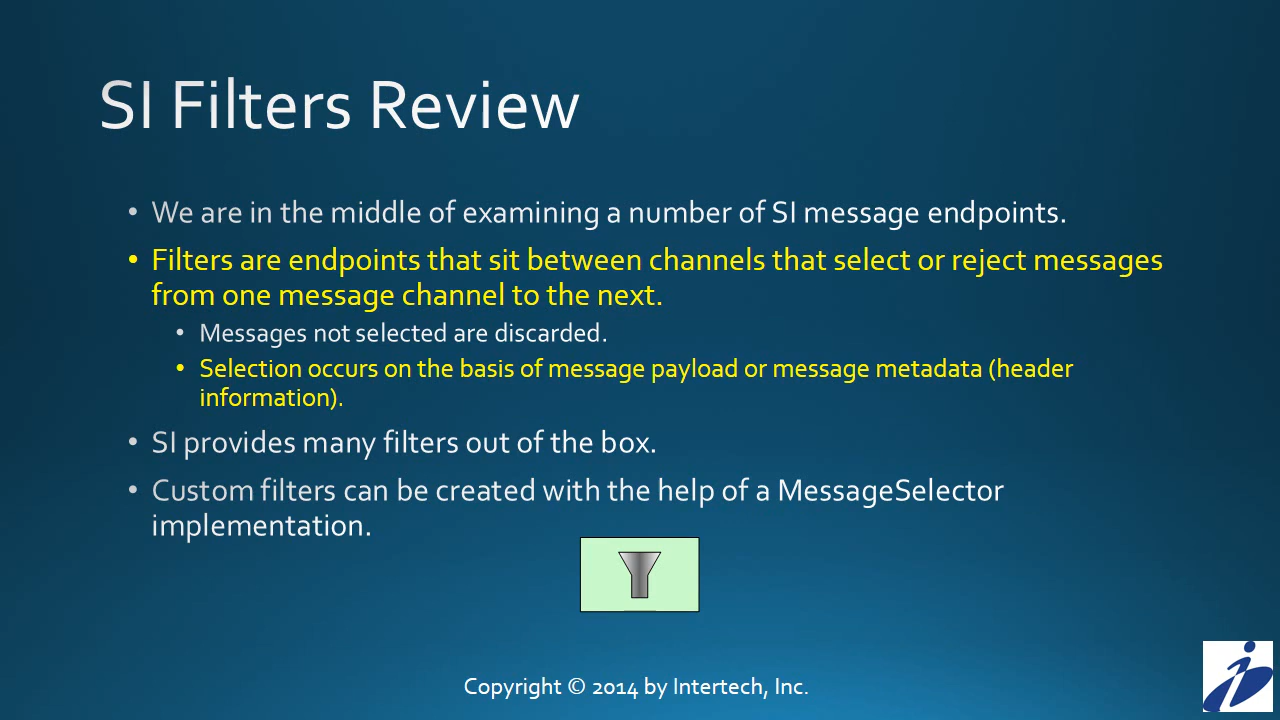 SI Filters Review
• We are in the middle of examining a number of SI message endpoints.
• Filters are endpoints that sit between channels that select or reject messages
from one message channel to the next.
• Messages not selected are discarded.
• Selection occurs on the basis of message payload or message metadata (header
information).
• SI provides many filters out of the box.
• Custom filters can be created with the help of a MessageSelector
implementation.
Copyright © 2014 by Intertech, Inc.